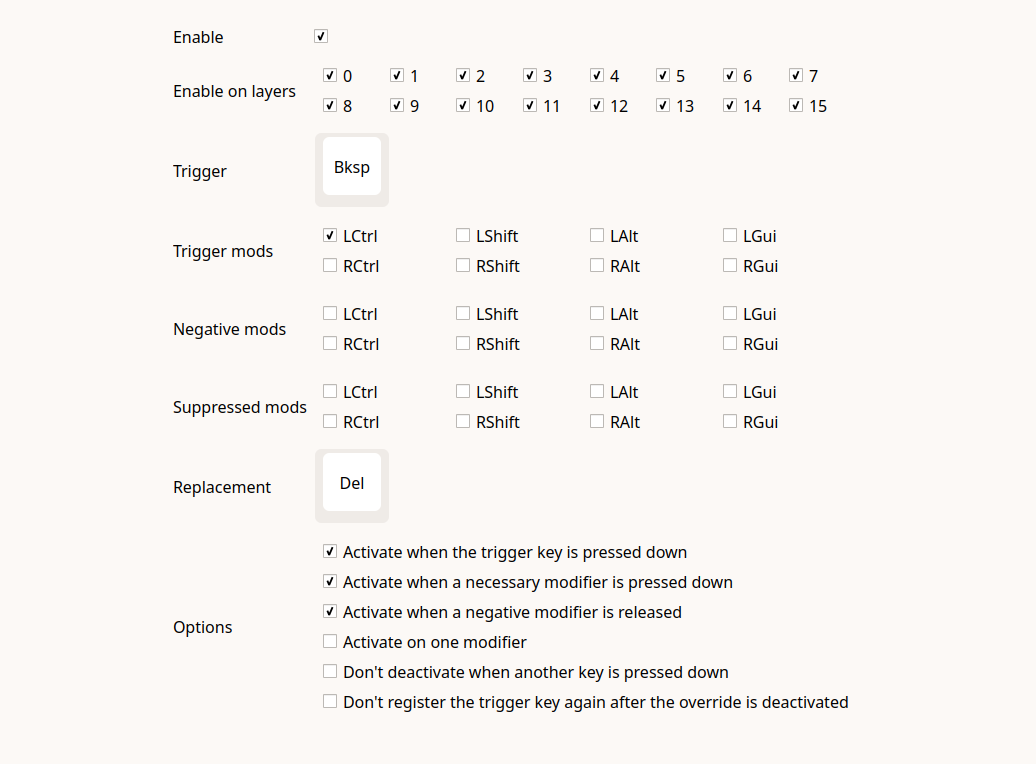 Enable
Enable on layers
0 1 2 3 4 5 6 7
8 9 10 11 12 13 14 15
Trigger
Bksp
Trigger mods
LCtrl LShift LAlt LGui
RCtrl RShift RAlt RGui
Negative mods
LCtrl LShift LAlt LGui
RCtrl RShift RAlt RGui
Suppressed mods
LCtrl LShift LAlt LGui
RCtrl RShift RAlt RGui
Replacement
Del
Options
Activate when the trigger key is pressed down
Activate when a necessary modifier is pressed down
Activate when a negative modifier is released
Activate on one modifier
Don't deactivate when another key is pressed down
Don't register the trigger key again after the override is deactivated